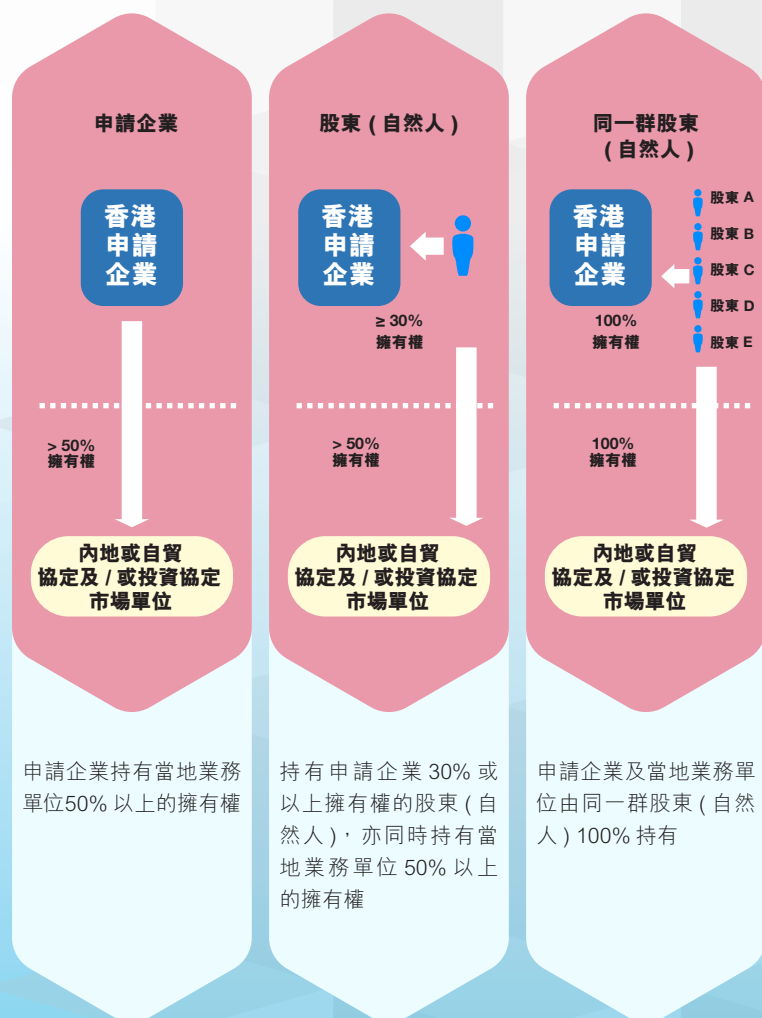 申請企業
香港
申請
企業
> 50%
擁有權
內地或自貿
協定及 / 或投資協定
市場單位
申請企業持有當地業務
單位50% 以上的擁有權
股東 ( 自然人 )
香港
申請
企業
≥ 30%
擁有權
> 50%
擁有權
內地或自貿
協定及 / 或投資協定
市場單位
持有申請企業 30% 或
以上擁有權的股東 ( 自
然人 )，亦同時持有當
地業務單位 50% 以上
的擁有權
同一群股東
( 自然人 )
香港
申請
企業
股東 A
股東 B
股東 C
股東 D
股東 E
100%
擁有權
100%
擁有權
內地或自貿
協定及 / 或投資協定
市場單位
申請企業及當地業務單
位由同一群股東 ( 自然
人 ) 100% 持有